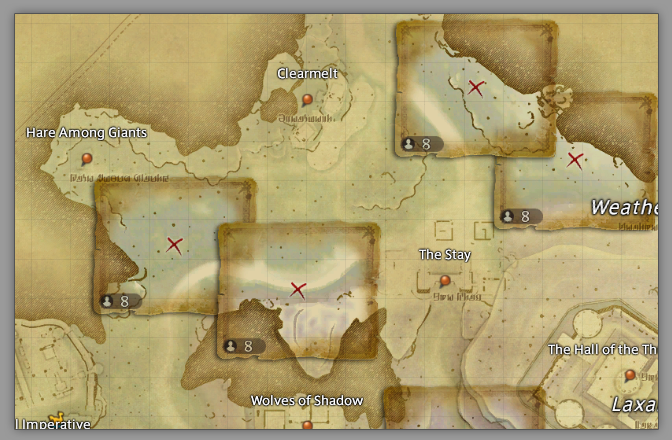 Clearmelt
8
Hare Among Giants
8
Weathe
The Stay
8
8
The Hall of the Th
Wolves of Shadow
Laxa
l Imperative